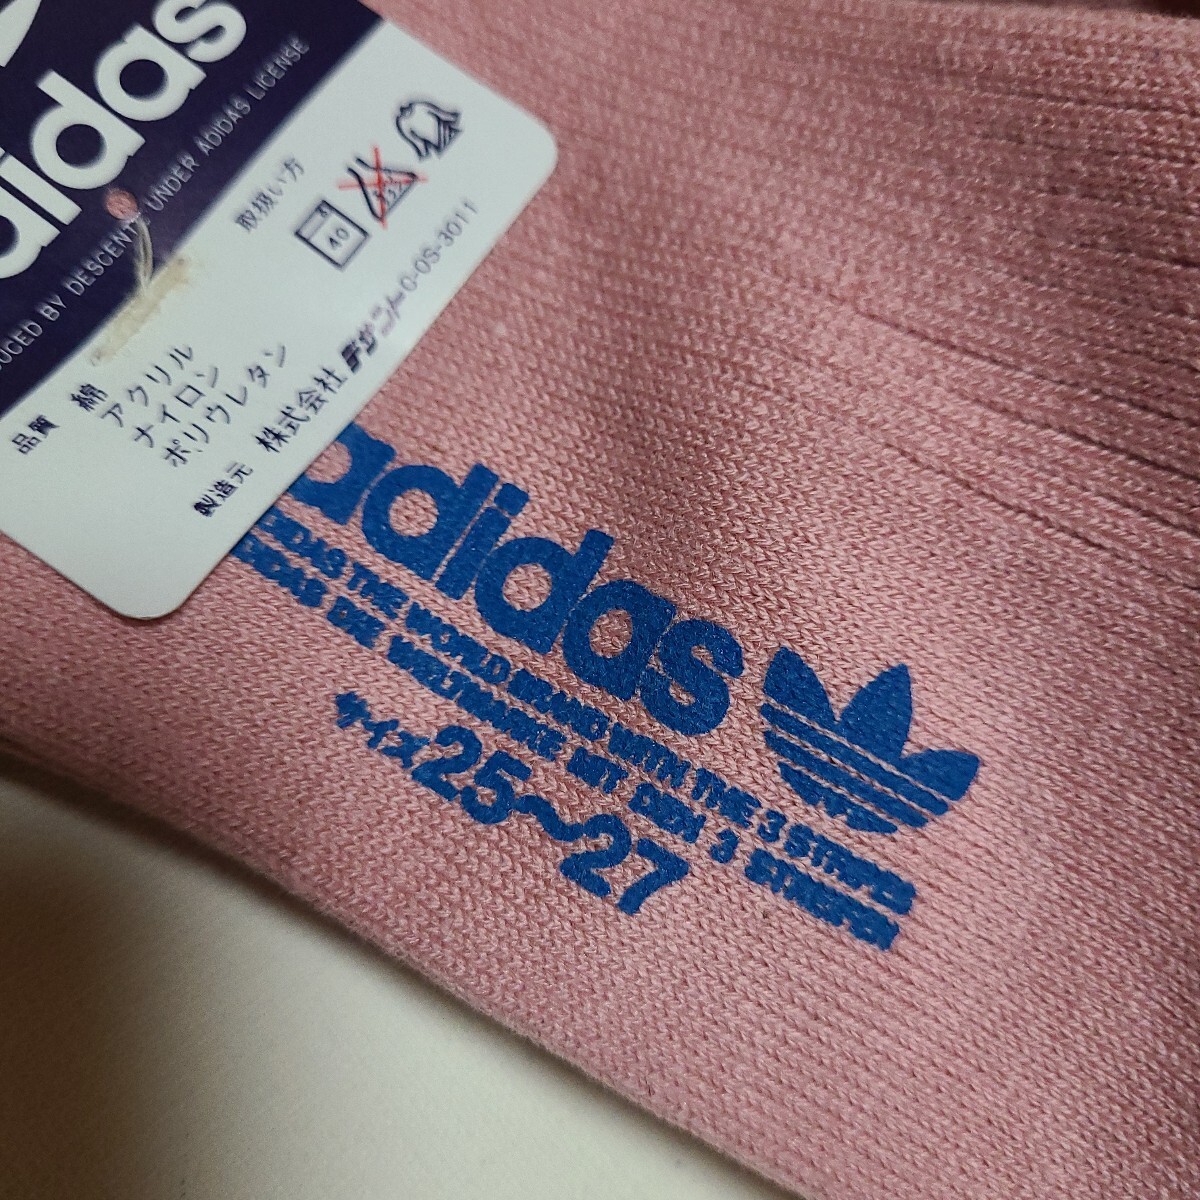 adidas
DUCED BY DESCENTE UNDER ADIDAS LICENSE
取扱い方
40
品質 綿
アクリル
ナイロン
ポリウレタン
製造元 株式会社デサント 0-0S-3011
adidas
ADIDAS THE WORLD BRAND WITH THE 3 STRIPES
ADIDAS DIE WELTMARKE MIT DEN 3 STREIFEN
サイズ 25〜27